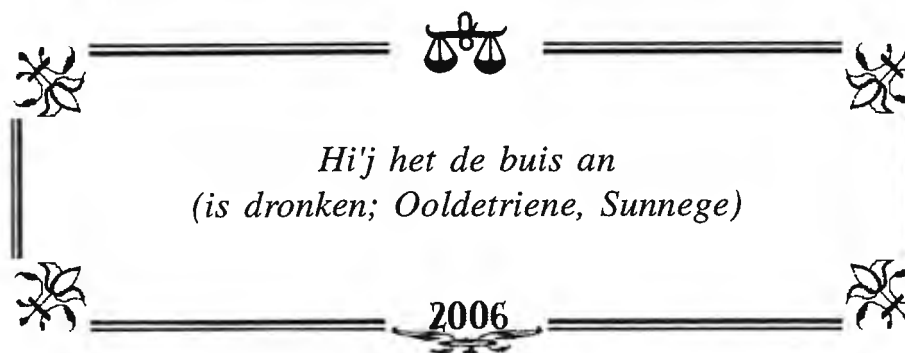 Hi'j het de buis an
(is dronken; Ooldetriene, Sunnege)
2006